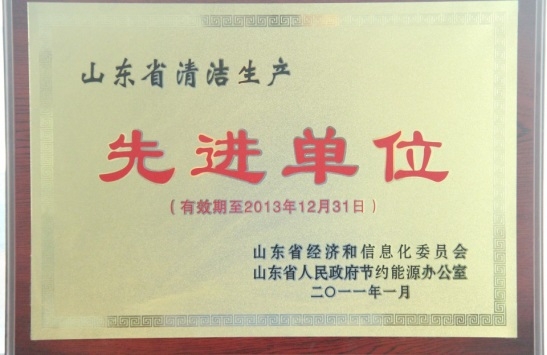 山东省清洁生产
先进单位
(有效期至2013年12月31日)
山东省经济和信息化委员会
山东省人民政府节约能源办公室
二〇一一年一月